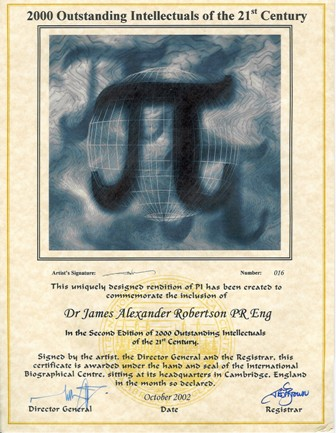 2000 Outstanding Intellectuals of the 21st Century
Artist's Signature:
Number: 016
This uniquely designed rendition of PI has been created to
commemorate the inclusion of
Dr James Alexander Robertson PR Eng
In the Second Edition of 2000 Outstanding Intellectuals
of the 21st Century.
Signed by the artist, the Director General and the Registrar, this
certificate is awarded under the hand and seal of the International
Biographical Centre, sitting at its headquarters in Cambridge, England
in the month so declared.
October 2002
Director General Date Registrar